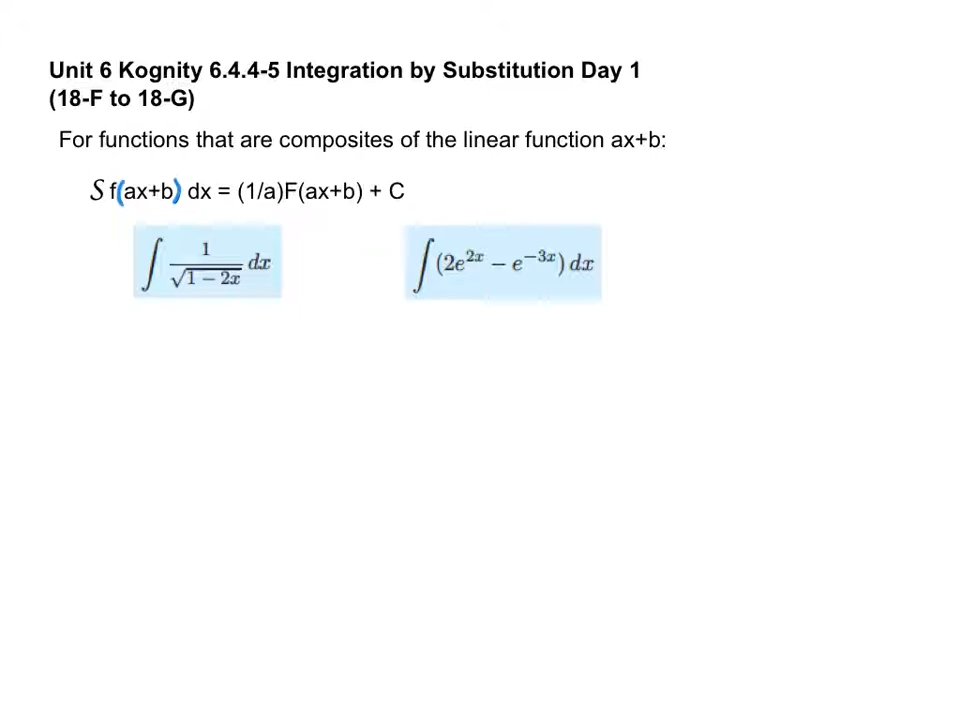 Unit 6 Kognity 6.4.4-5 Integration by Substitution Day 1
(18-F to 18-G)
For functions that are composites of the linear function ax+b:
S f(ax+b) dx = (1/a)F(ax+b) + C
∫ 1/√(1 − 2x) dx
∫(2e^{2x} − e^{−3x}) dx